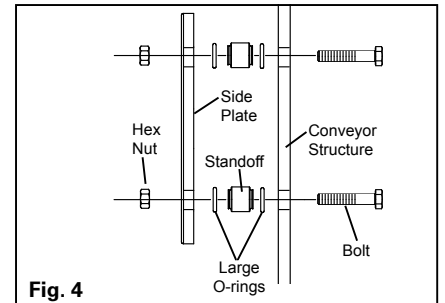 Side
Plate
Hex
Nut
Conveyor
Structure
Standoff
Bolt
Large
O-rings
Fig. 4